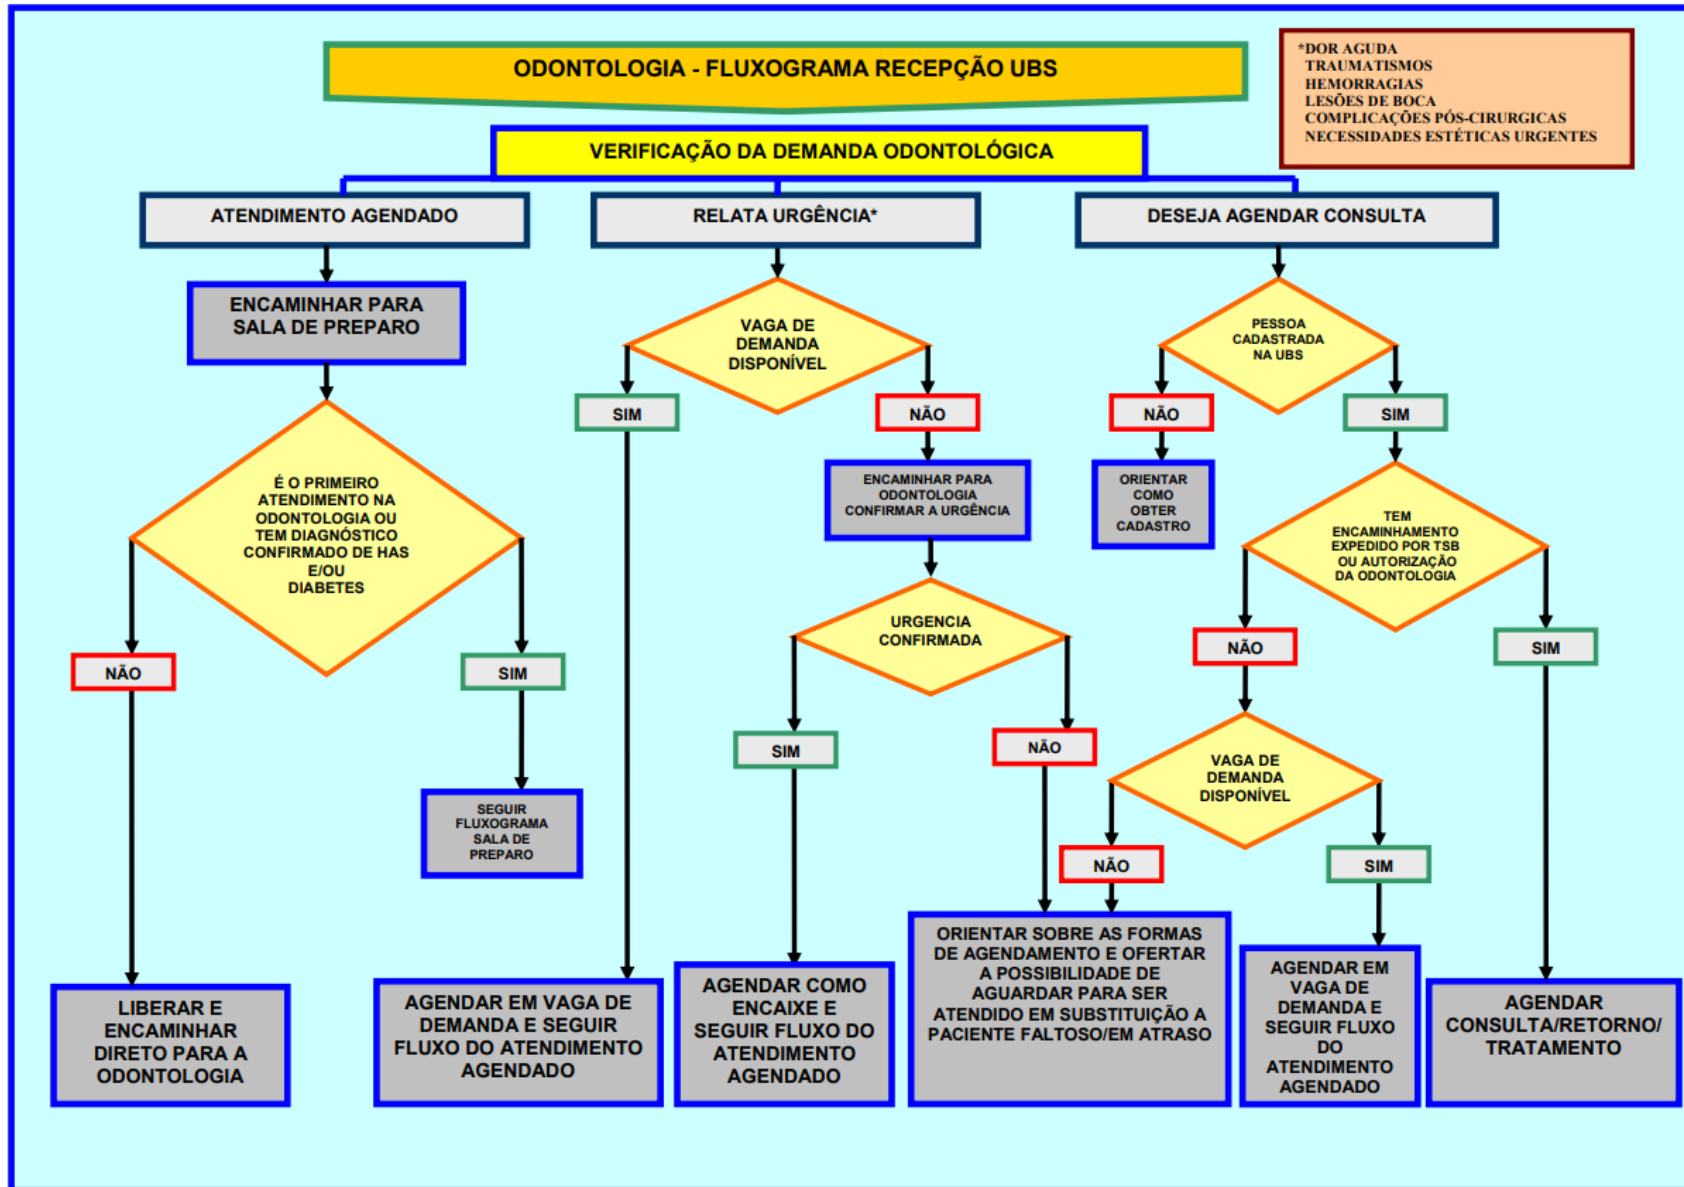 ODONTOLOGIA - FLUXOGRAMA RECEPÇÃO UBS
*DOR AGUDA
TRAUMATISMOS
HEMORRAGIAS
LESÕES DE BOCA
COMPLICAÇÕES PÓS-CIRURGICAS
NECESSIDADES ESTÉTICAS URGENTES
VERIFICAÇÃO DA DEMANDA ODONTOLÓGICA
ATENDIMENTO AGENDADO
RELATA URGÊNCIA*
DESEJA AGENDAR CONSULTA
ENCAMINHAR PARA
SALA DE PREPARO
VAGA DE
DEMANDA
DISPONÍVEL
PESSOA
CADASTRADA
NA UBS
SIM
NÃO
NÃO
SIM
É O PRIMEIRO
ATENDIMENTO NA
ODONTOLOGIA OU
TEM DIAGNÓSTICO
CONFIRMADO DE HAS
E/OU
DIABETES
ENCAMINHAR PARA
ODONTOLOGIA
CONFIRMAR A URGÊNCIA
ORIENTAR
COMO
OBTER
CADASTRO
TEM
ENCAMINHAMENTO
EXPEDIDO POR TSB
OU AUTORIZAÇÃO
DA ODONTOLOGIA
URGENCIA
CONFIRMADA
NÃO
SIM
NÃO
SIM
SIM
NÃO
VAGA DE
DEMANDA
DISPONÍVEL
SEGUIR
FLUXOGRAMA
SALA DE
PREPARO
NÃO
SIM
LIBERAR E
ENCAMINHAR
DIRETO PARA A
ODONTOLOGIA
AGENDAR EM VAGA DE
DEMANDA E SEGUIR
FLUXO DO ATENDIMENTO
AGENDADO
AGENDAR COMO
ENCAIXE E
SEGUIR FLUXO DO
ATENDIMENTO
AGENDADO
ORIENTAR SOBRE AS FORMAS
DE AGENDAMENTO E OFERTAR
A POSSIBILIDADE DE
AGUARDAR PARA SER
ATENDIDO EM SUBSTITUIÇÃO A
PACIENTE FALTOSO/EM ATRASO
AGENDAR EM
VAGA DE
DEMANDA E
SEGUIR FLUXO
DO
ATENDIMENTO
AGENDADO
AGENDAR
CONSULTA/RETORNO/
TRATAMENTO